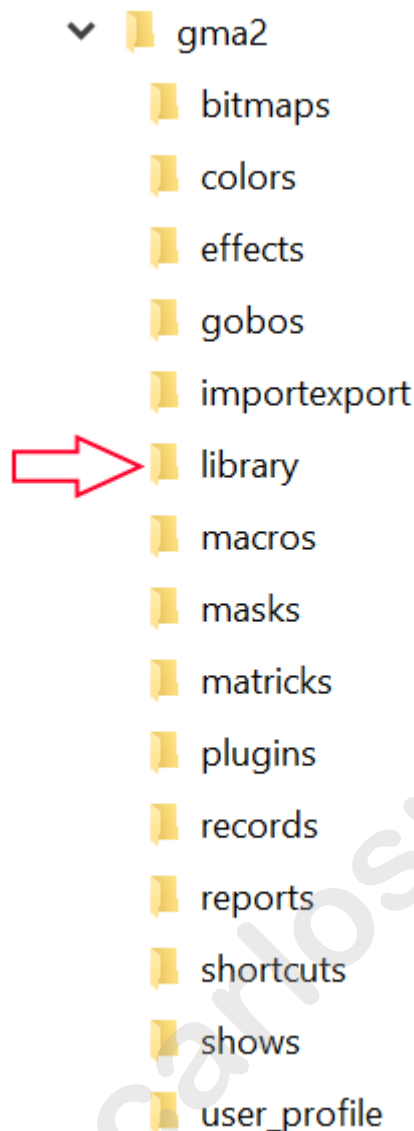 gma2
bitmaps
colors
effects
gobos
importexport
library
macros
masks
matricks
plugins
records
reports
shortcuts
shows
user_profile